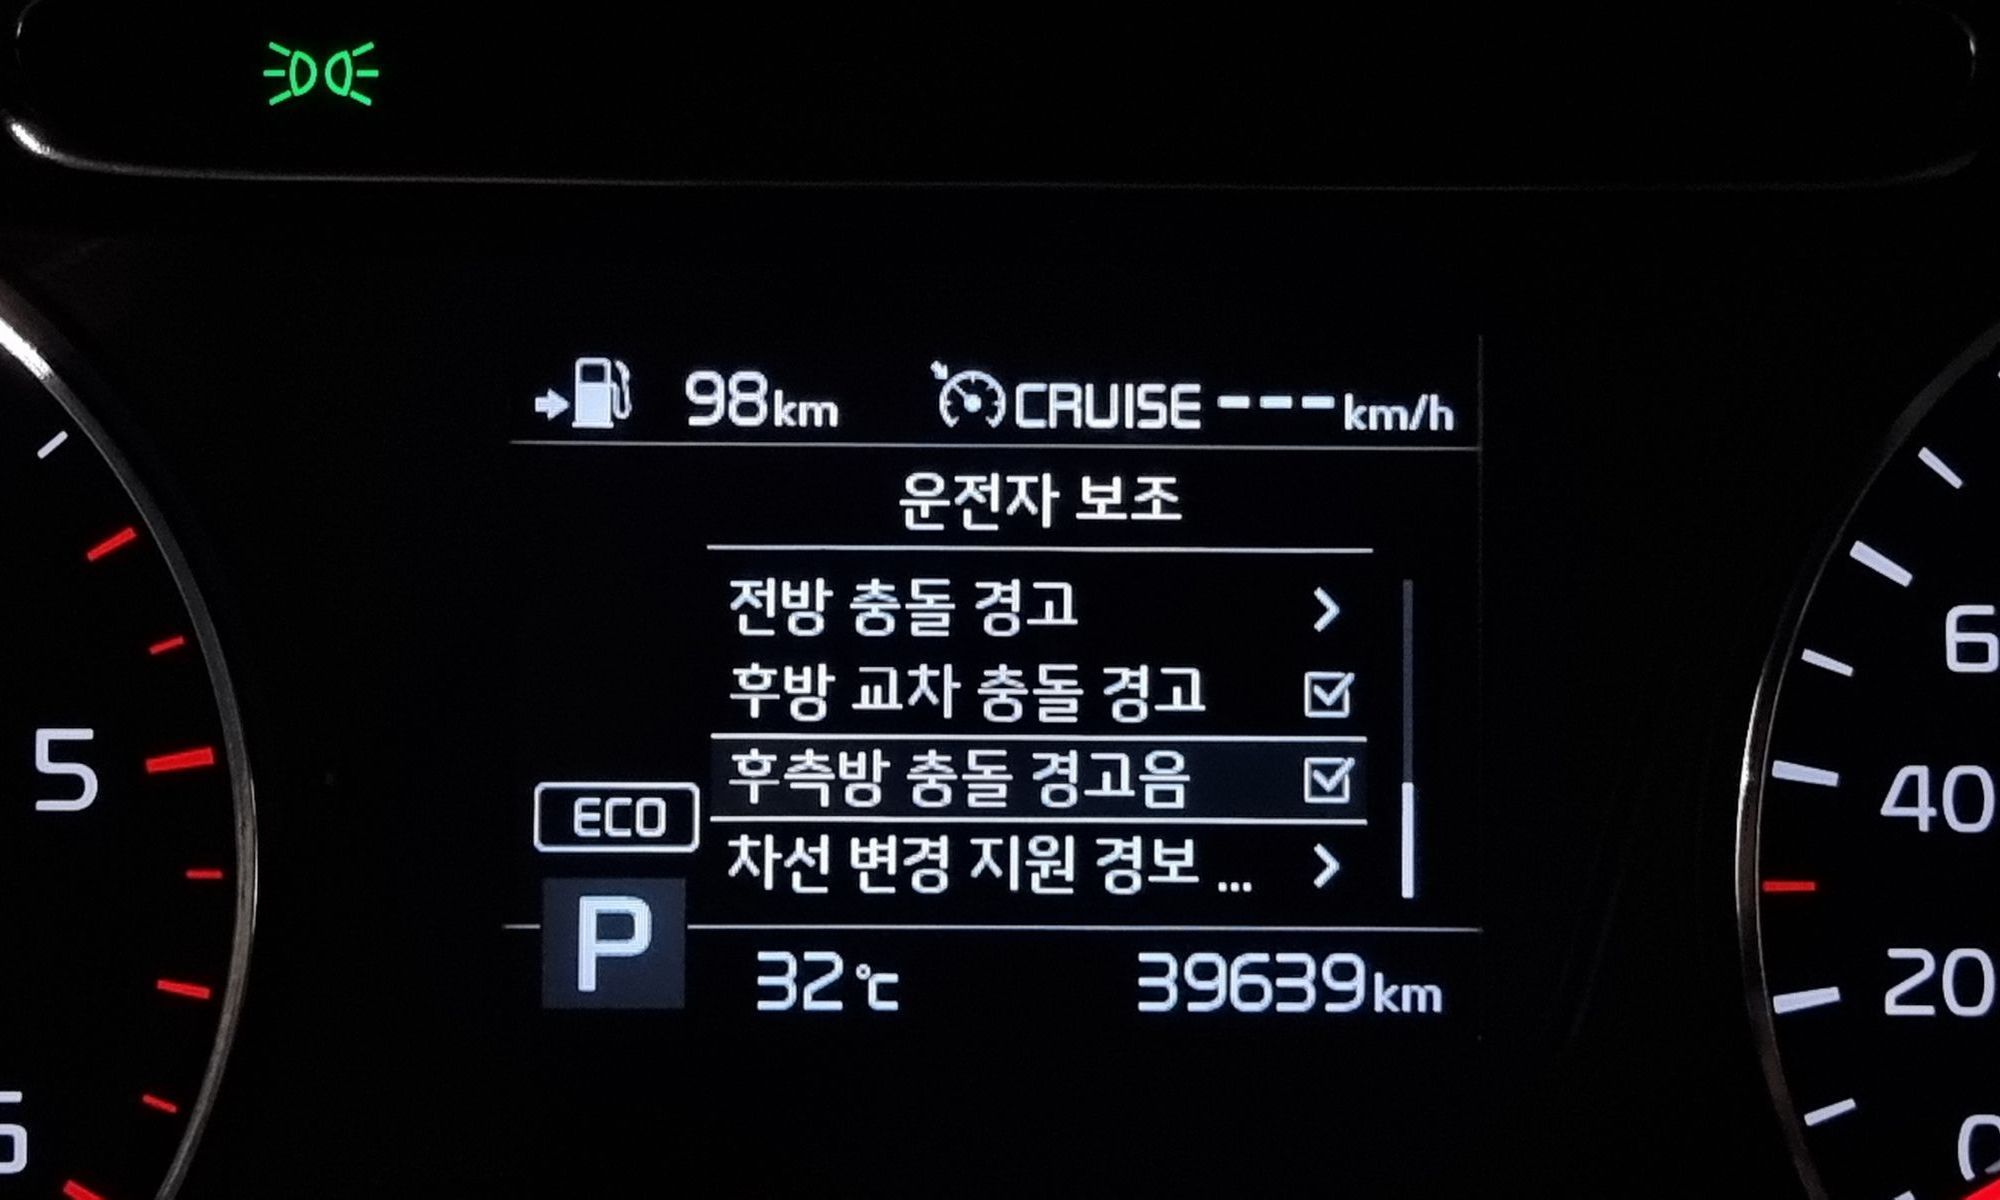 98km CRUISE ---km/h
운전자 보조
전방 충돌 경고
후방 교차 충돌 경고
후측방 충돌 경고음
차선 변경 지원 경보 ...
ECO
P
32℃ 39639km
5
6
40
20
0